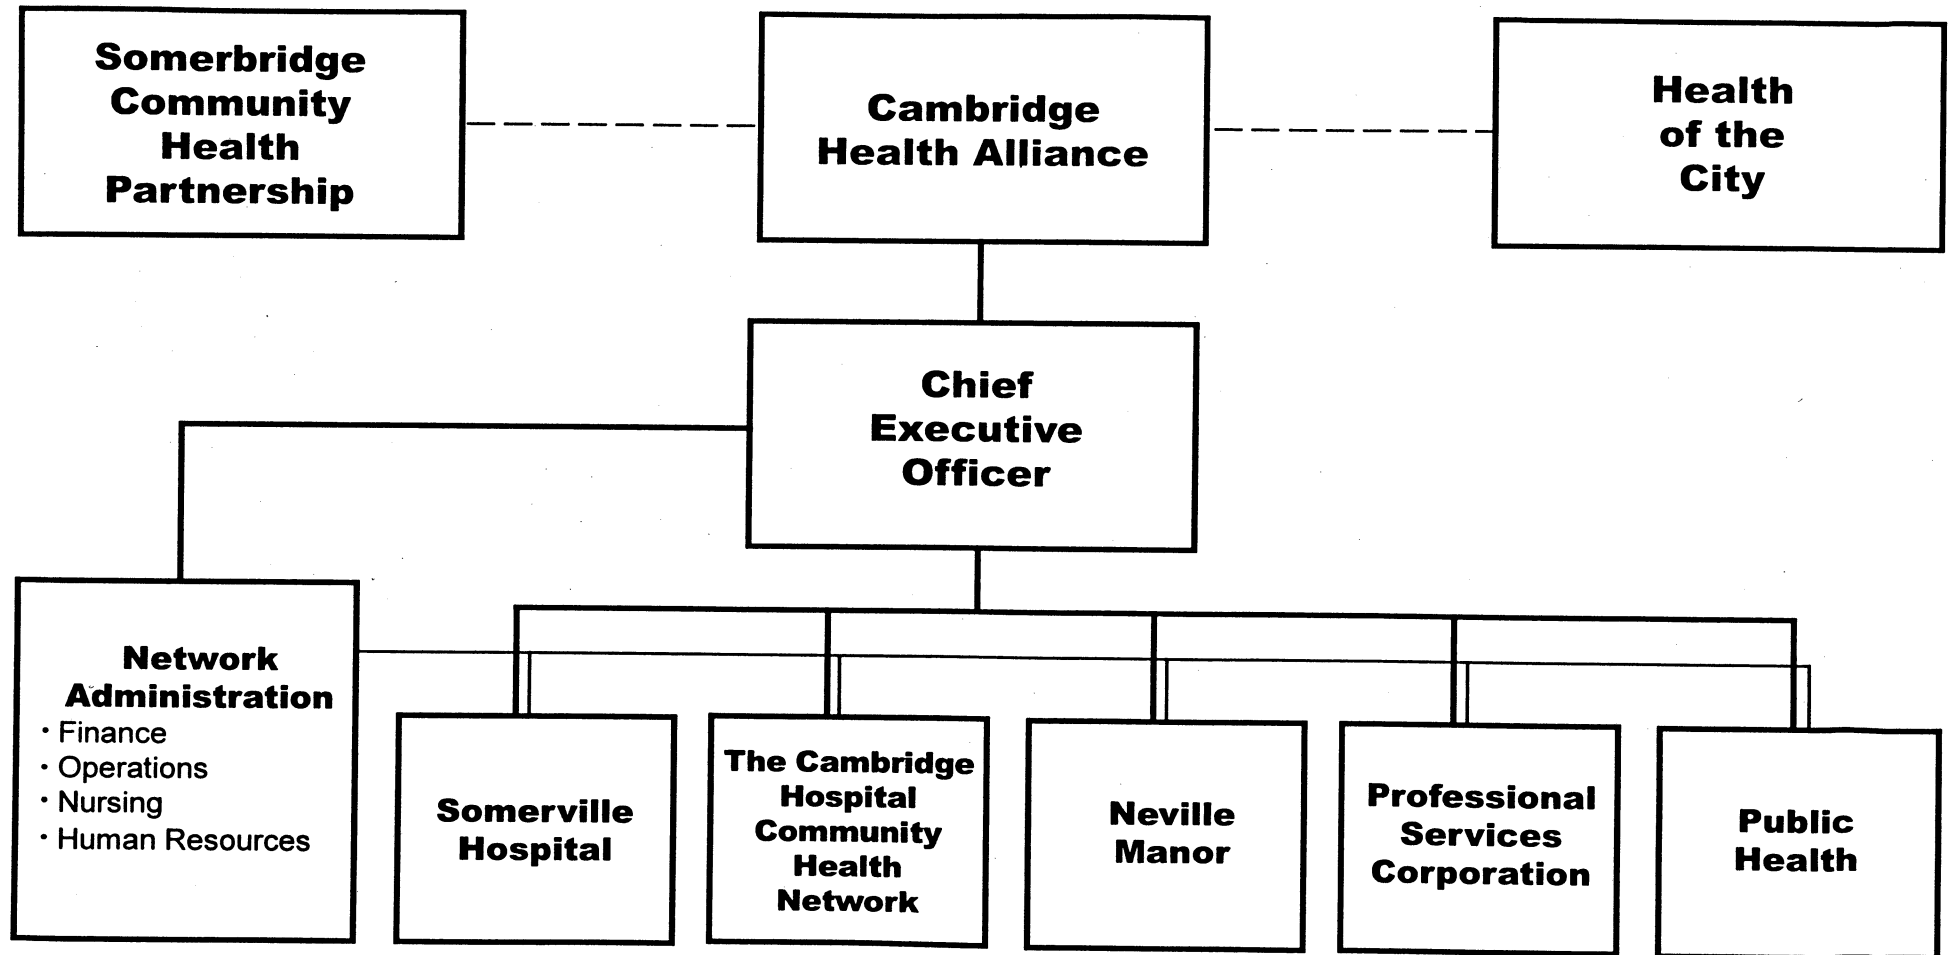 Somerbridge
Community
Health
Partnership
Cambridge
Health Alliance
Health
of the
City
Chief
Executive
Officer
Network
Administration
· Finance
· Operations
· Nursing
· Human Resources
Somerville
Hospital
The Cambridge
Hospital
Community
Health
Network
Neville
Manor
Professional
Services
Corporation
Public
Health